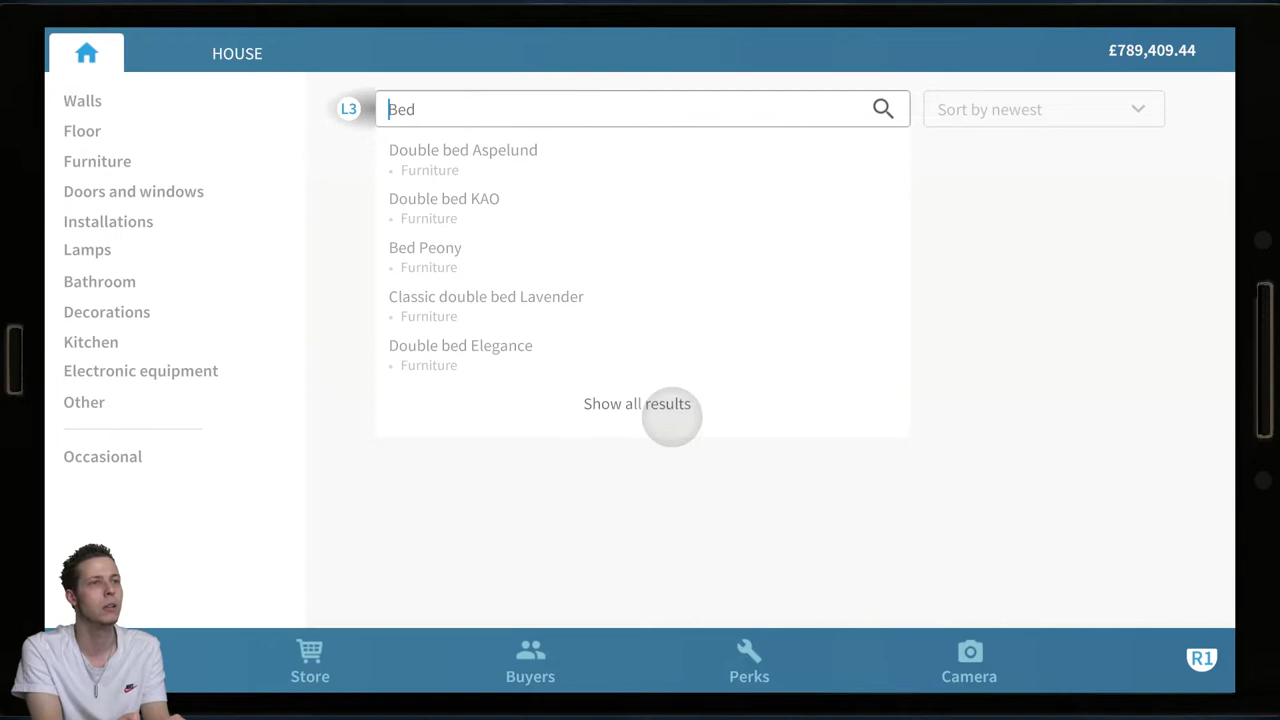 HOUSE
£789,409.44
Walls
Floor
Furniture
Doors and windows
Installations
Lamps
Bathroom
Decorations
Kitchen
Electronic equipment
Other
Occasional
L3
Bed
Sort by newest
Double bed Aspelund
• Furniture
Double bed KAO
• Furniture
Bed Peony
• Furniture
Classic double bed Lavender
• Furniture
Double bed Elegance
• Furniture
Show all results
Store
Buyers
Perks
Camera
R1